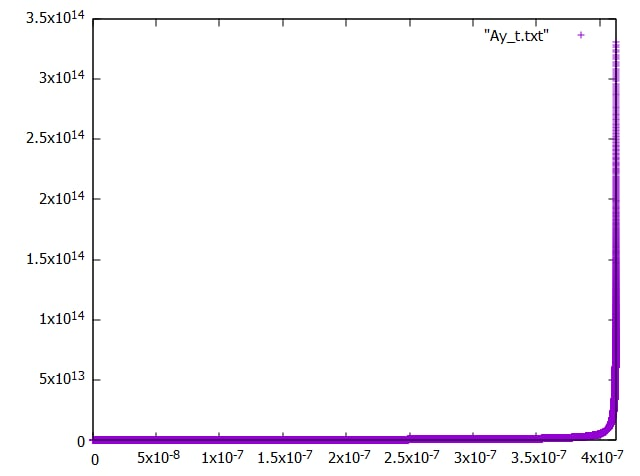 3.5x10¹⁴
"Ay_t.txt" +
3x10¹⁴
2.5x10¹⁴
2x10¹⁴
1.5x10¹⁴
1x10¹⁴
5x10¹³
0
0 5x10⁻⁸ 1x10⁻⁷ 1.5x10⁻⁷ 2x10⁻⁷ 2.5x10⁻⁷ 3x10⁻⁷ 3.5x10⁻⁷ 4x10⁻⁷